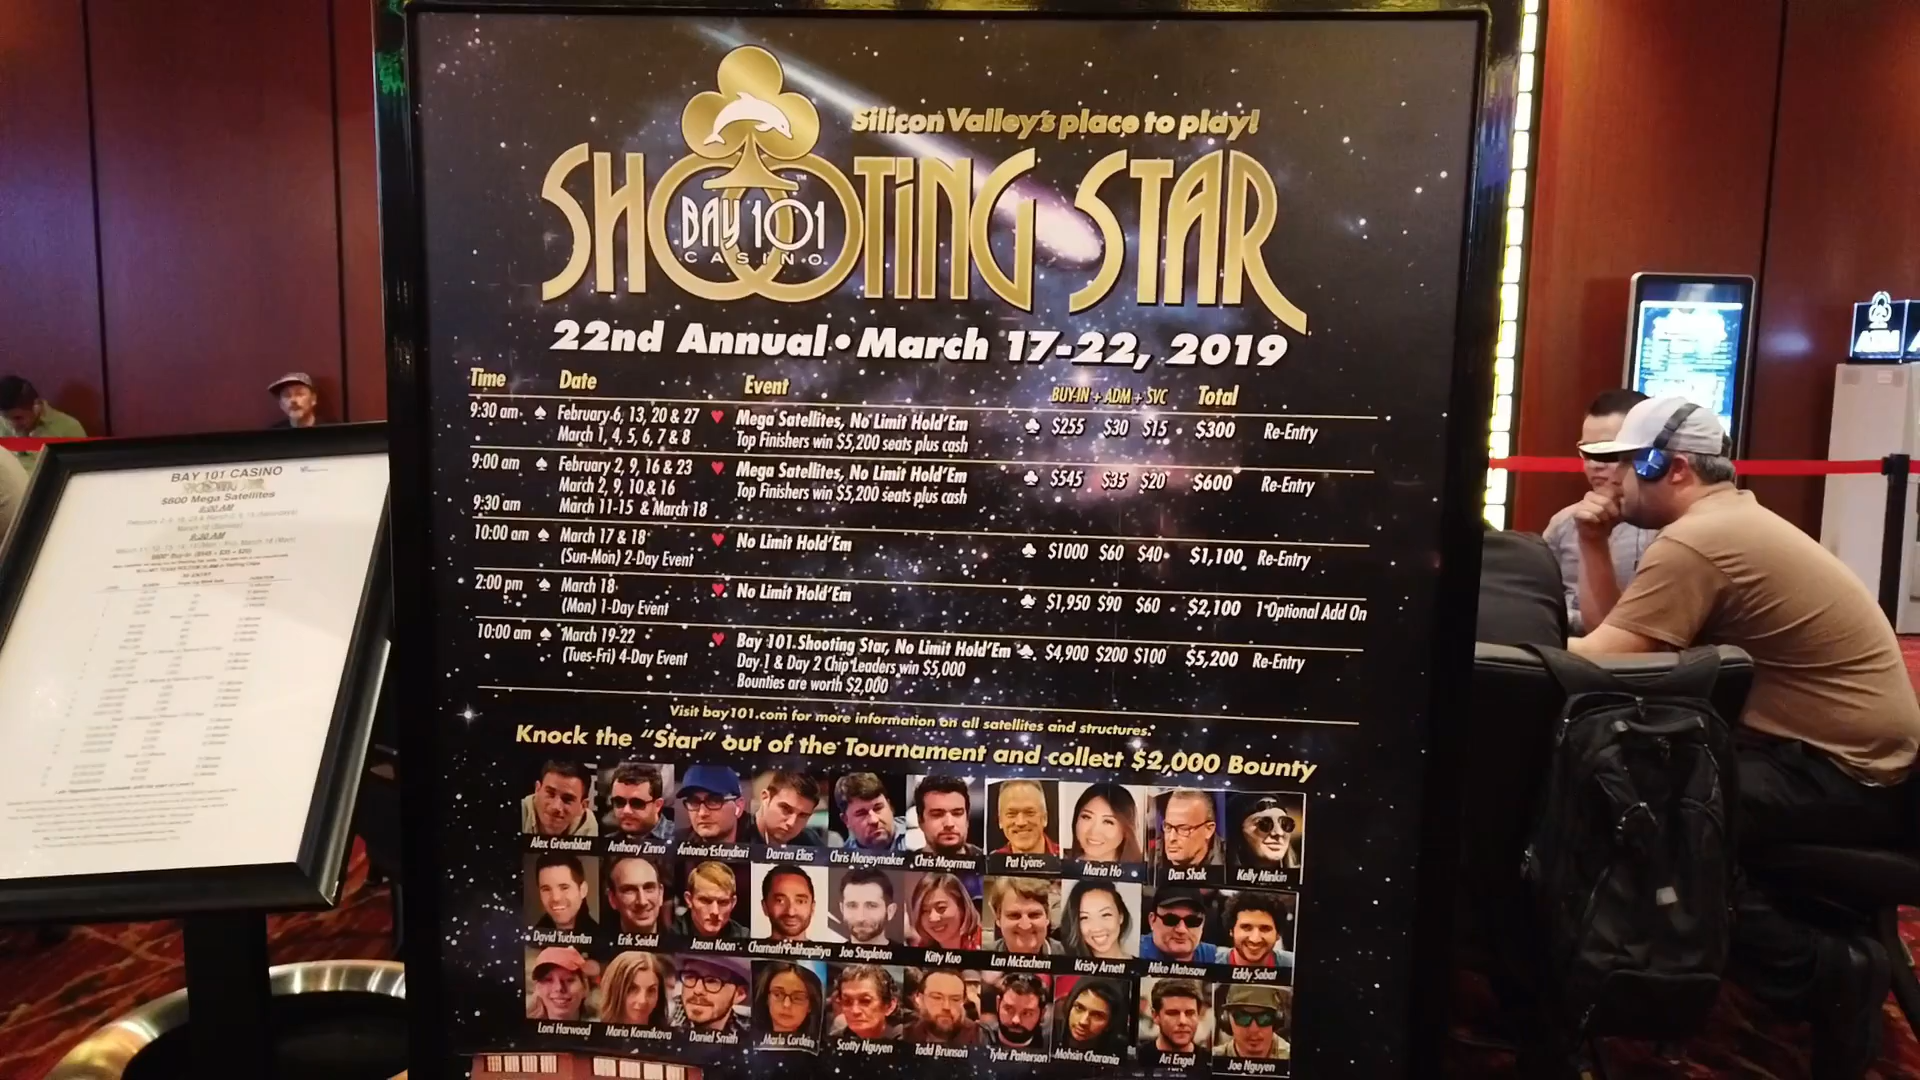 Silicon Valley's place to play!
SHOOTING STAR
BAY 101
CASINO
22nd Annual • March 17-22, 2019
Time Date Event BUY-IN + ADM + SVC Total
9:30 am February 6, 13, 20 & 27 Mega Satellites, No Limit Hold'Em $255 $30 $15 $300 Re-Entry
March 1, 4, 5, 6, 7 & 8 Top Finishers win $5,200 seats plus cash
9:00 am February 2, 9, 16 & 23 Mega Satellites, No Limit Hold'Em $545 $35 $20 $600 Re-Entry
March 2, 9, 10 & 16 Top Finishers win $5,200 seats plus cash
9:30 am March 11-15 & March 18
10:00 am March 17 & 18 No Limit Hold'Em $1000 $60 $40 $1,100 Re-Entry
(Sun-Mon) 2-Day Event
2:00 pm March 18 No Limit Hold'Em $1,950 $90 $60 $2,100 1 Optional Add On
(Mon) 1-Day Event
10:00 am March 19-22 Bay 101 Shooting Star, No Limit Hold'Em $4,900 $200 $100 $5,200 Re-Entry
(Tues-Fri) 4-Day Event Day 1 & Day 2 Chip Leaders win $5,000
Bounties are worth $2,000
Visit bay101.com for more information on all satellites and structures.
Knock the "Star" out of the Tournament and collect $2,000 Bounty
Alex Greenblatt Anthony Zinno Antonio Esfandiari Darren Elias Chris Moneymaker Chris Moorman Pat Lyons Maria Ho Dan Shak Kelly Minkin
David Tuchman Erik Seidel Jason Koon Chamath Palihapitiya Joe Stapleton Kitty Kuo Lon McEachern Kristy Arnett Mike Matusow Eddy Sabat
Loni Harwood Maria Konnikova Daniel Smith Marla Cordeiro Scotty Nguyen Todd Brunson Tyler Patterson Mohsin Charania Ari Engel Joe Nguyen
BAY 101 CASINO
SHOOTING STAR
$600 Mega Satellites
9:00 AM
9:30 AM
ATM